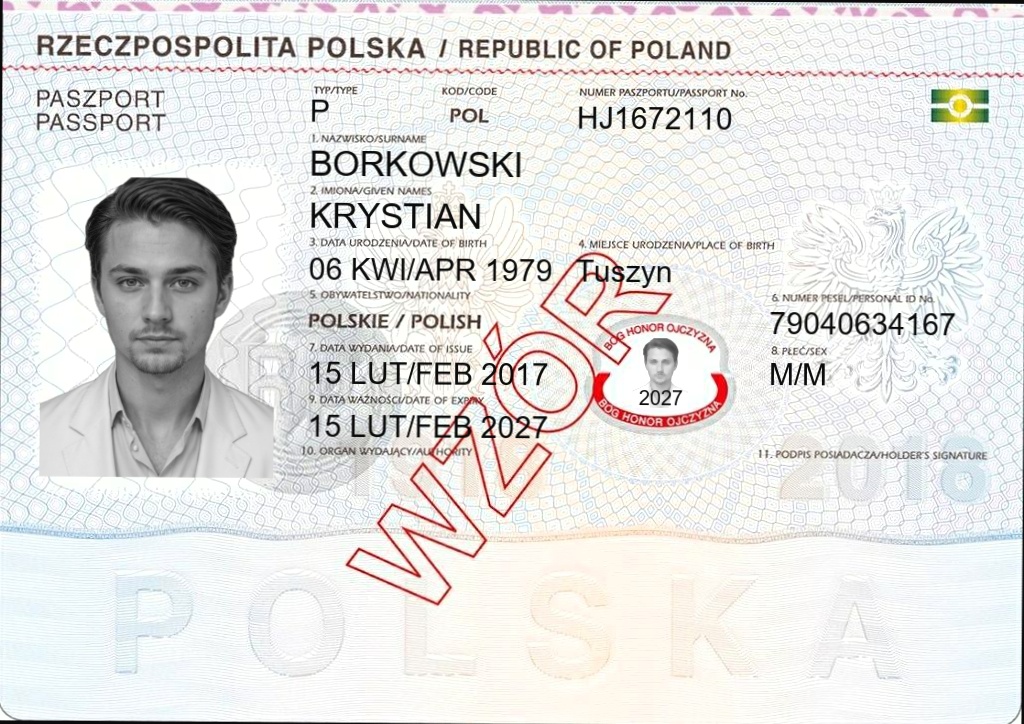 RZECZPOSPOLITA POLSKA / REPUBLIC OF POLAND
PASZPORT
PASSPORT
TYP/TYPE
P
KOD/CODE
POL
NUMER PASZPORTU/PASSPORT No.
HJ1672110
1. NAZWISKO/SURNAME
BORKOWSKI
2. IMIONA/GIVEN NAMES
KRYSTIAN
3. DATA URODZENIA/DATE OF BIRTH
06 KWI/APR 1979
4. MIEJSCE URODZENIA/PLACE OF BIRTH
Tuszyn
5. OBYWATELSTWO/NATIONALITY
POLSKIE / POLISH
6. NUMER PESEL/PERSONAL ID No.
79040634167
7. DATA WYDANIA/DATE OF ISSUE
15 LUT/FEB 2017
8. PŁEĆ/SEX
M/M
9. DATA WAŻNOŚCI/DATE OF EXPIRY
15 LUT/FEB 2027
10. ORGAN WYDAJĄCY/AUTHORITY
11. PODPIS POSIADACZA/HOLDER'S SIGNATURE
BÓG HONOR OJCZYZNA
2027
BÓG HONOR OJCZYZNA
WZÓR
1918
2018
POLSKA